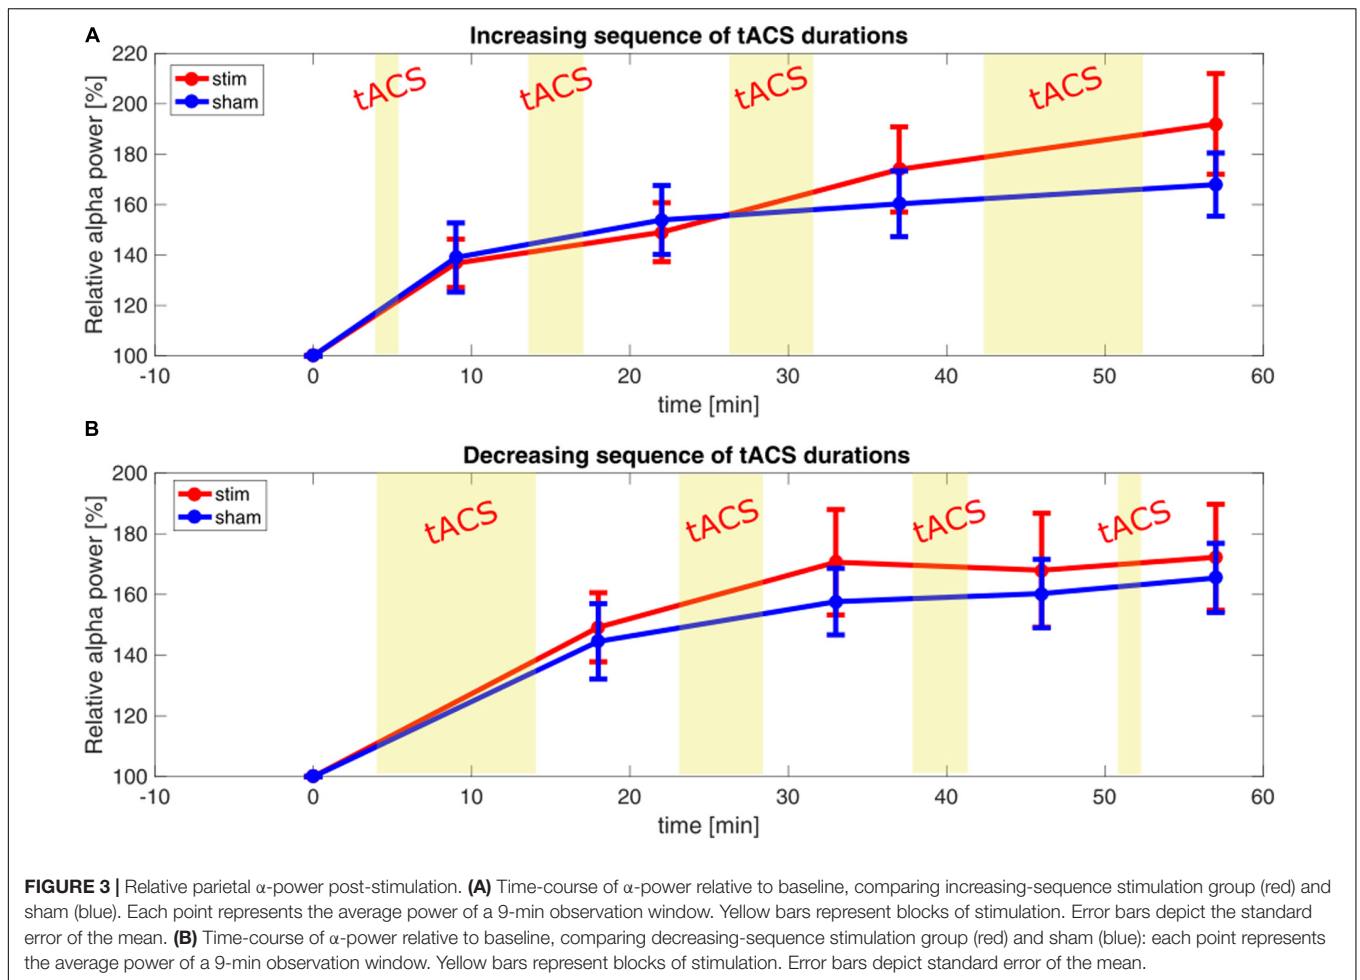 A
Increasing sequence of tACS durations
220
200
180
160
140
120
100
Relative alpha power [%]
stim
sham
tACS tACS tACS tACS
-10 0 10 20 30 40 50 60
time [min]
B
Decreasing sequence of tACS durations
200
180
160
140
120
100
Relative alpha power [%]
stim
sham
tACS tACS tACS tACS
-10 0 10 20 30 40 50 60
time [min]
FIGURE 3 | Relative parietal α-power post-stimulation. (A) Time-course of α-power relative to baseline, comparing increasing-sequence stimulation group (red) and
sham (blue). Each point represents the average power of a 9-min observation window. Yellow bars represent blocks of stimulation. Error bars depict the standard
error of the mean. (B) Time-course of α-power relative to baseline, comparing decreasing-sequence stimulation group (red) and sham (blue): each point represents
the average power of a 9-min observation window. Yellow bars represent blocks of stimulation. Error bars depict standard error of the mean.